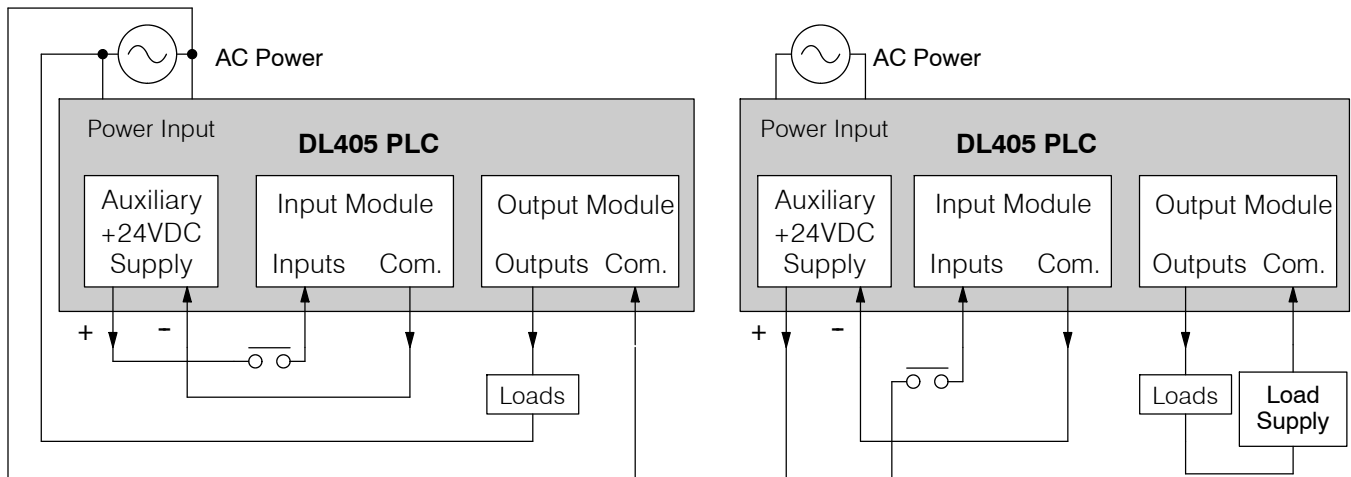 AC Power
Power Input
DL405 PLC
Auxiliary
+24VDC
Supply
Input Module
Inputs Com.
Output Module
Outputs Com.
+ -
Loads
AC Power
Power Input
DL405 PLC
Auxiliary
+24VDC
Supply
Input Module
Inputs Com.
Output Module
Outputs Com.
+ -
Loads
Load
Supply